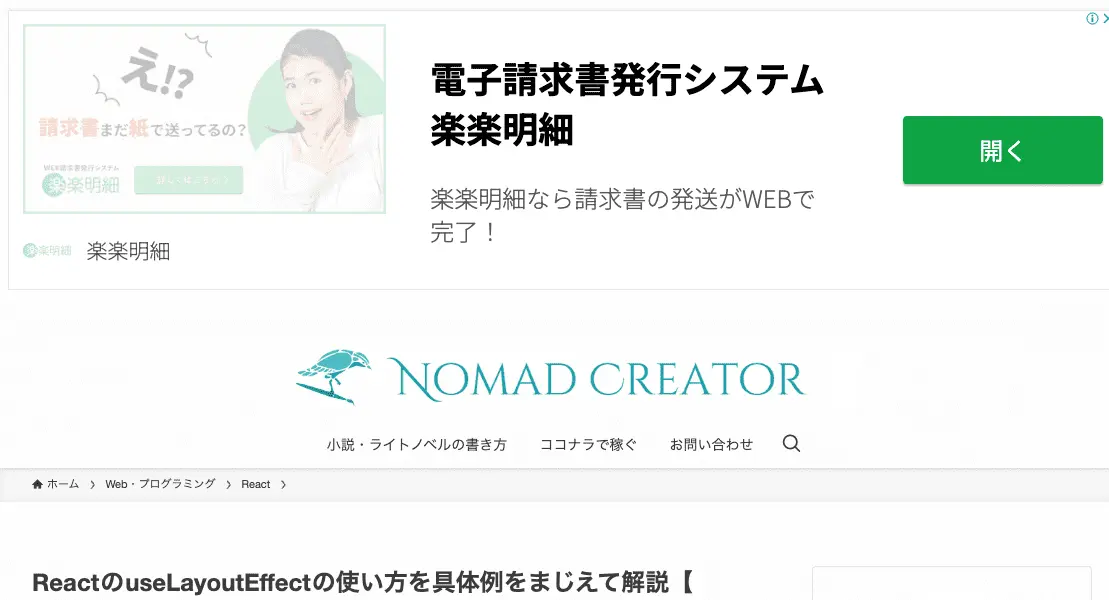 え!?
請求書まだ紙で送ってるの?
WEB請求書発行システム
楽楽明細
楽楽明細
楽楽明細
電子請求書発行システム
楽楽明細
楽楽明細なら請求書の発送がWEBで
完了！
開く
NOMAD CREATOR
小説・ライトノベルの書き方 ココナラで稼ぐ お問い合わせ
ホーム > Web・プログラミング > React >
ReactのuseLayoutEffectの使い方を具体例をまじえて解説【